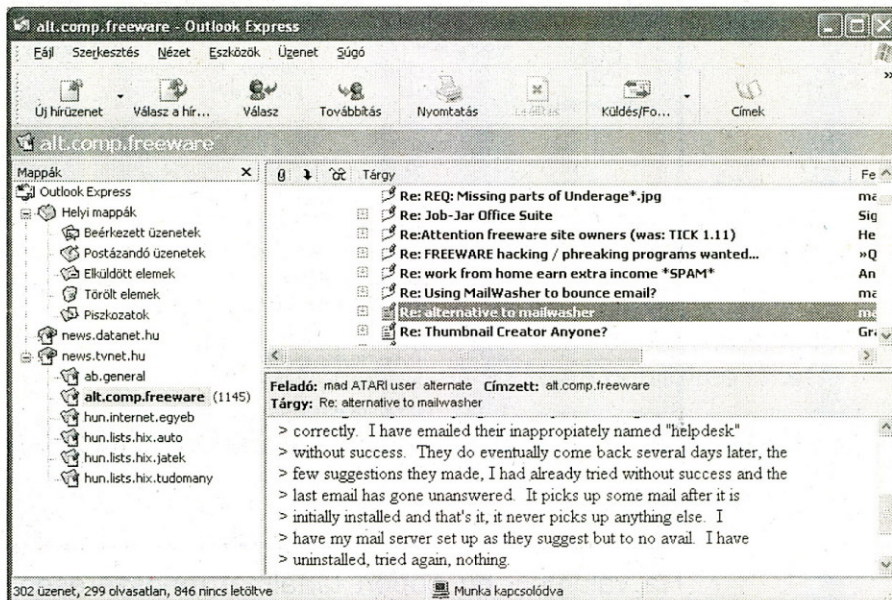 alt.comp.freeware - Outlook Express
Fájl Szerkesztés Nézet Eszközök Üzenet Súgó
Új hírüzenet Válasz a hír... Válasz Továbbítás Nyomtatás Küldés/Fo... Címek
alt.comp.freeware
Mappák
Outlook Express
Helyi mappák
Beérkezett üzenetek
Postázandó üzenetek
Elküldött elemek
Törölt elemek
Piszkozatok
news.datanet.hu
news.tvnet.hu
ab.general
alt.comp.freeware (1145)
hun.internet.egyeb
hun.lists.hix.auto
hun.lists.hix.jatek
hun.lists.hix.tudomany
Tárgy Fe
Re: REQ: Missing parts of Underage*.jpg ma
Re: Job-Jar Office Suite Sig
Re:Attention freeware site owners (was: TICK 1.11) He
Re: FREEWARE hacking / phreaking programs wanted... »Q
Re: work from home earn extra income *SPAM* An
Re: Using MailWasher to bounce email? ma
Re: alternative to mailwasher ma
Re: Thumbnail Creator Anyone? Gra
Feladó: mad ATARI user alternate Címzett: alt.comp.freeware
Tárgy: Re: alternative to mailwasher
> correctly. I have emailed their inappropiately named "helpdesk"
> without success. They do eventually come back several days later, the
> few suggestions they made, I had already tried without success and the
> last email has gone unanswered. It picks up some mail after it is
> initially installed and that's it, it never picks up anything else. I
> have my mail server set up as they suggest but to no avail. I have
> uninstalled, tried again, nothing.
302 üzenet, 299 olvasatlan, 846 nincs letöltve Munka kapcsolódva